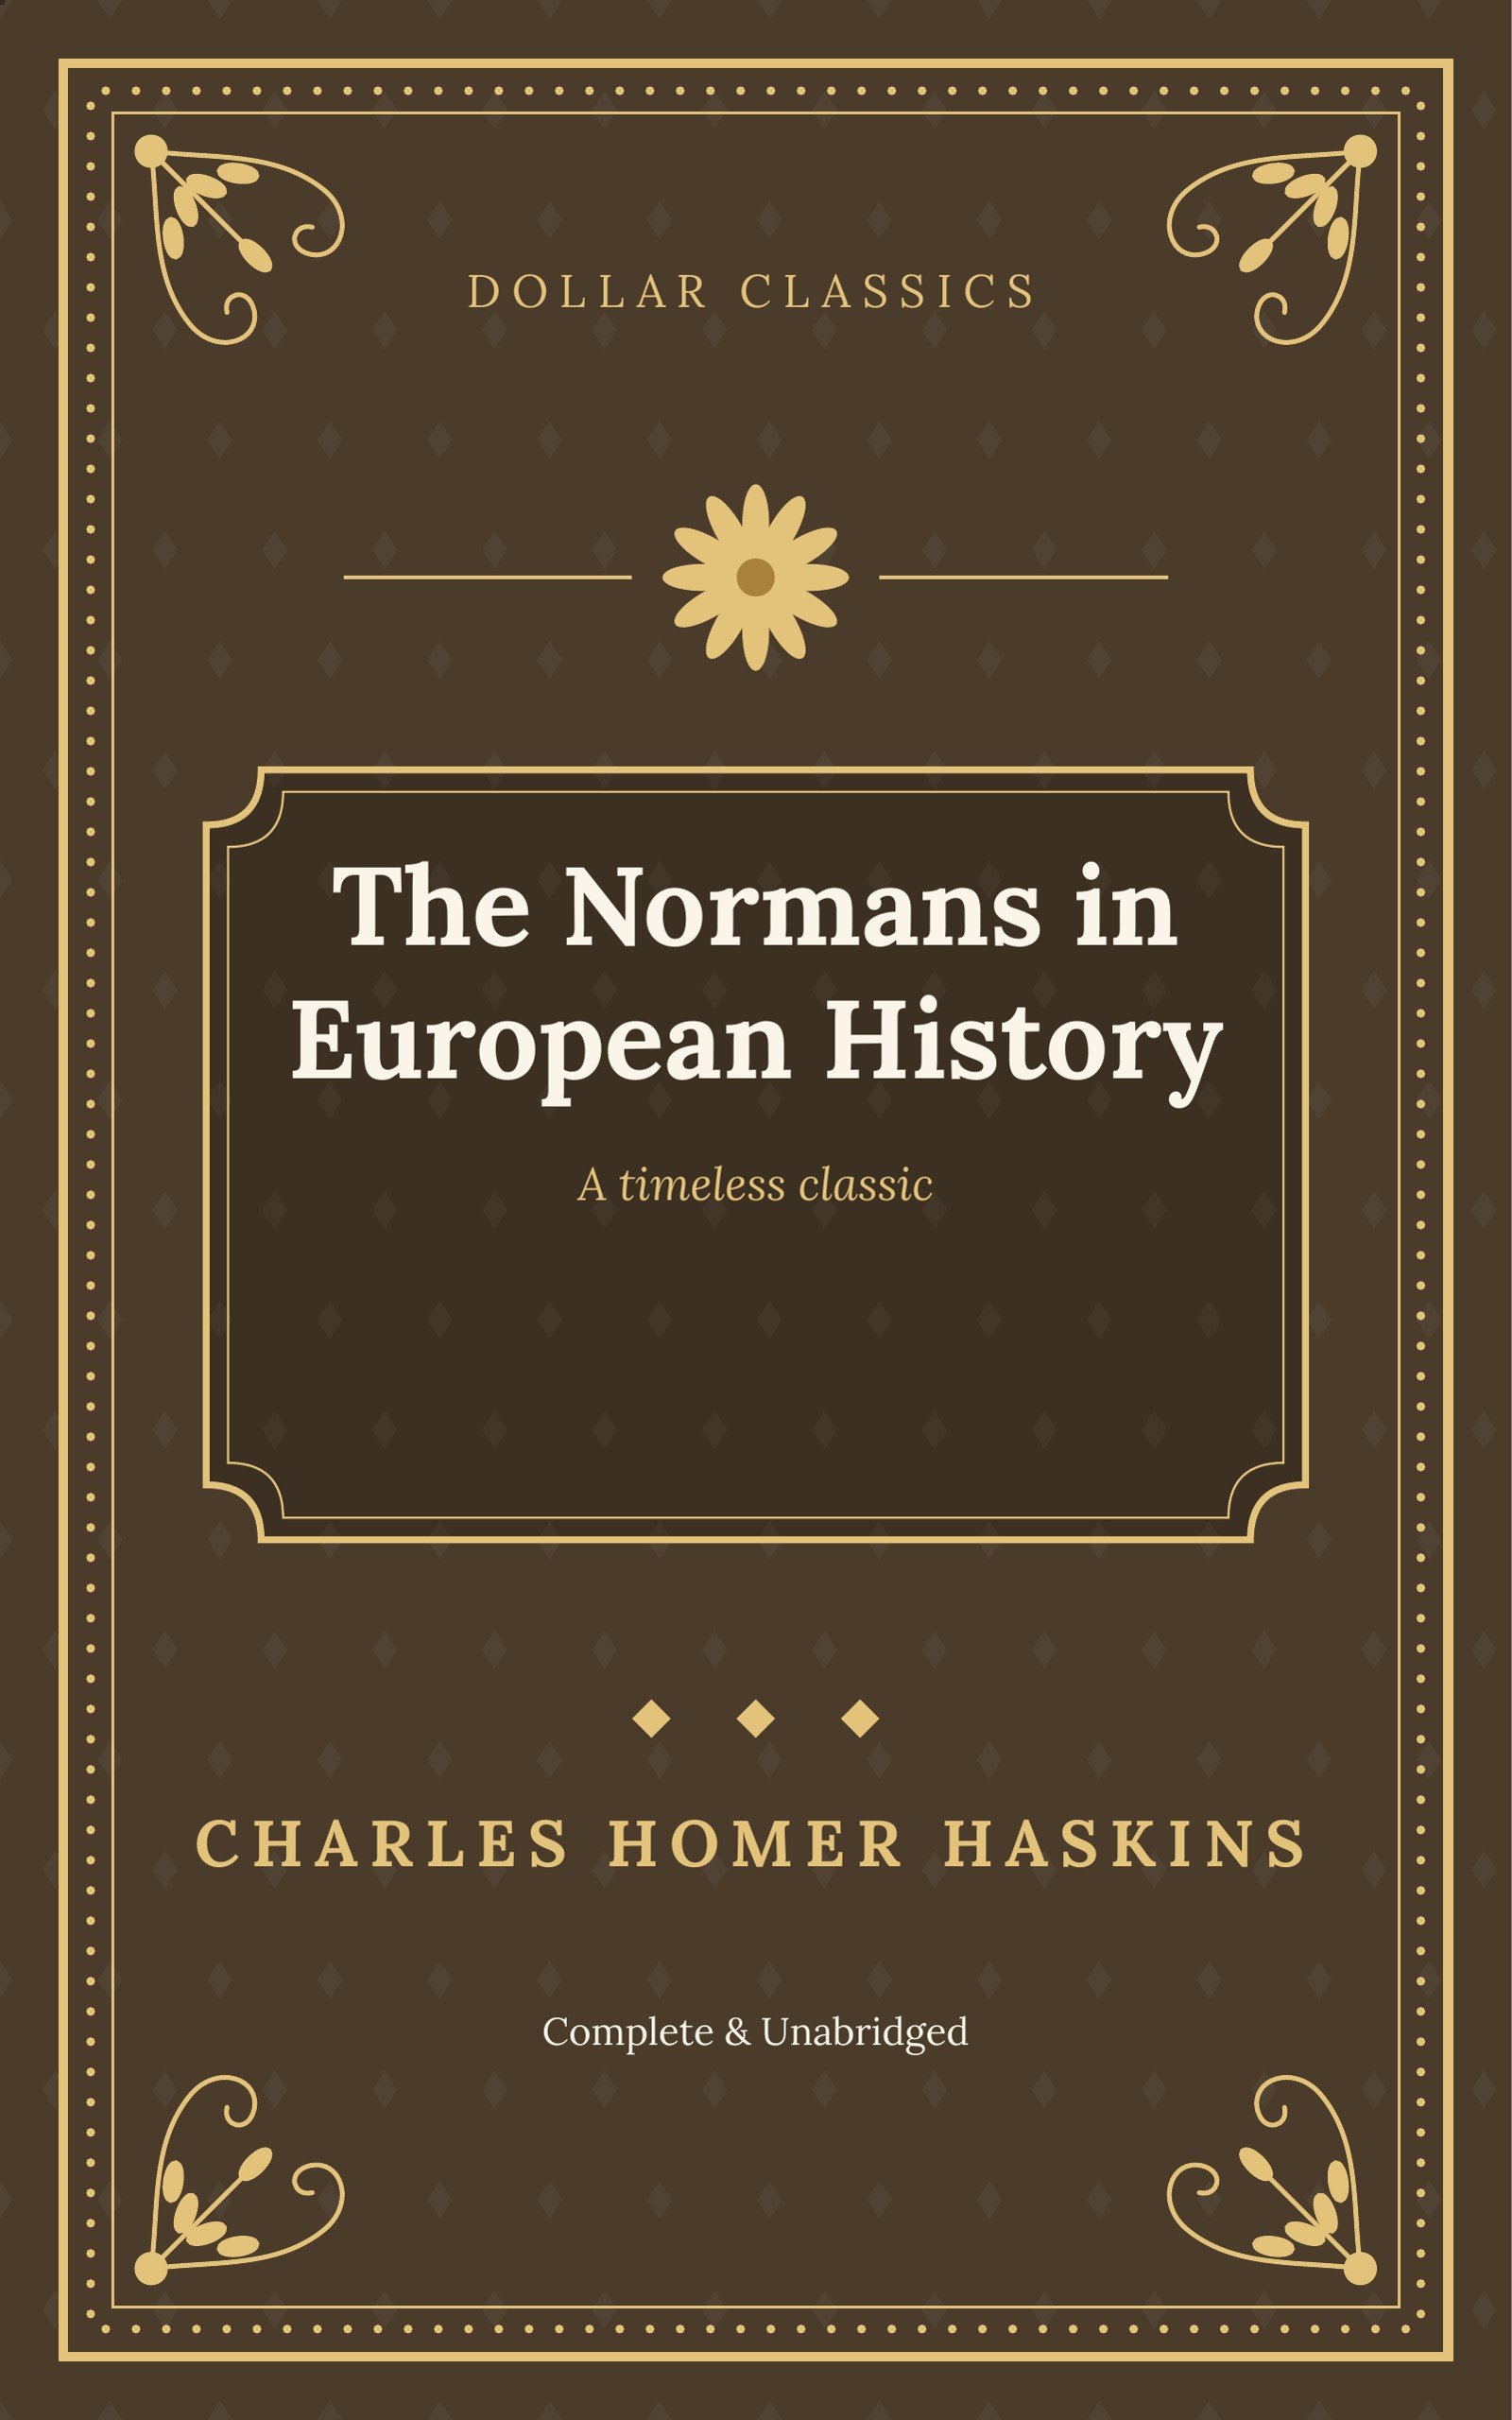 DOLLAR CLASSICS
The Normans in
European History
A timeless classic
CHARLES HOMER HASKINS
Complete & Unabridged